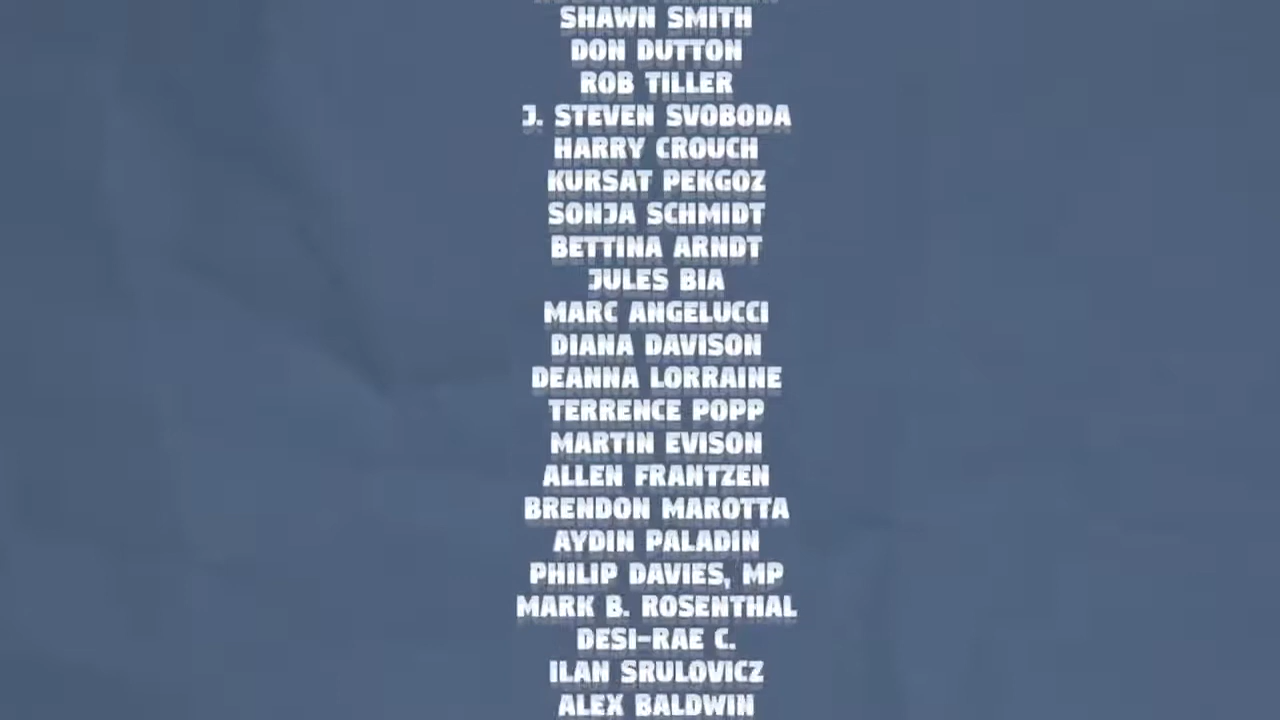 SHAWN SMITH
DON DUTTON
ROB TILLER
J. STEVEN SVOBODA
HARRY CROUCH
KURSAT PEKGOZ
SONJA SCHMIDT
BETTINA ARNDT
JULES BIA
MARC ANGELUCCI
DIANA DAVISON
DEANNA LORRAINE
TERRENCE POPP
MARTIN EVISON
ALLEN FRANTZEN
BRENDON MAROTTA
AYDIN PALADIN
PHILIP DAVIES, MP
MARK B. ROSENTHAL
DESI-RAE C.
ILAN SRULOVICZ
ALEX BALDWIN